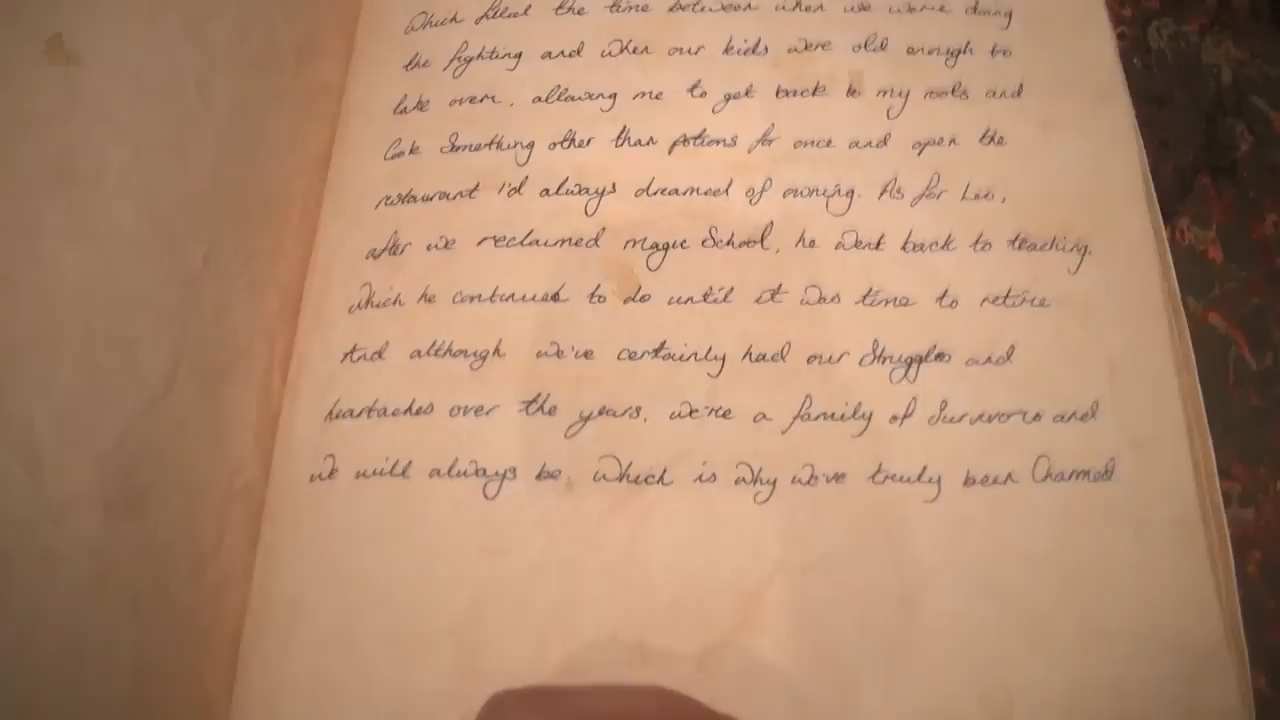 Which filled the time between when we were doing
the fighting and when our kids were old enough to
take over, allowing me to get back to my roots and
Cook Something other than potions for once and open the
restaurant I'd always dreamed of owning. As for Leo,
after we reclaimed Magic School, he went back to teaching,
Which he continued to do until it was time to retire
And although we've certainly had our Struggles and
heartaches over the years, we're a family of Survivors and
we will always be, Which is why we've truly been Charmed